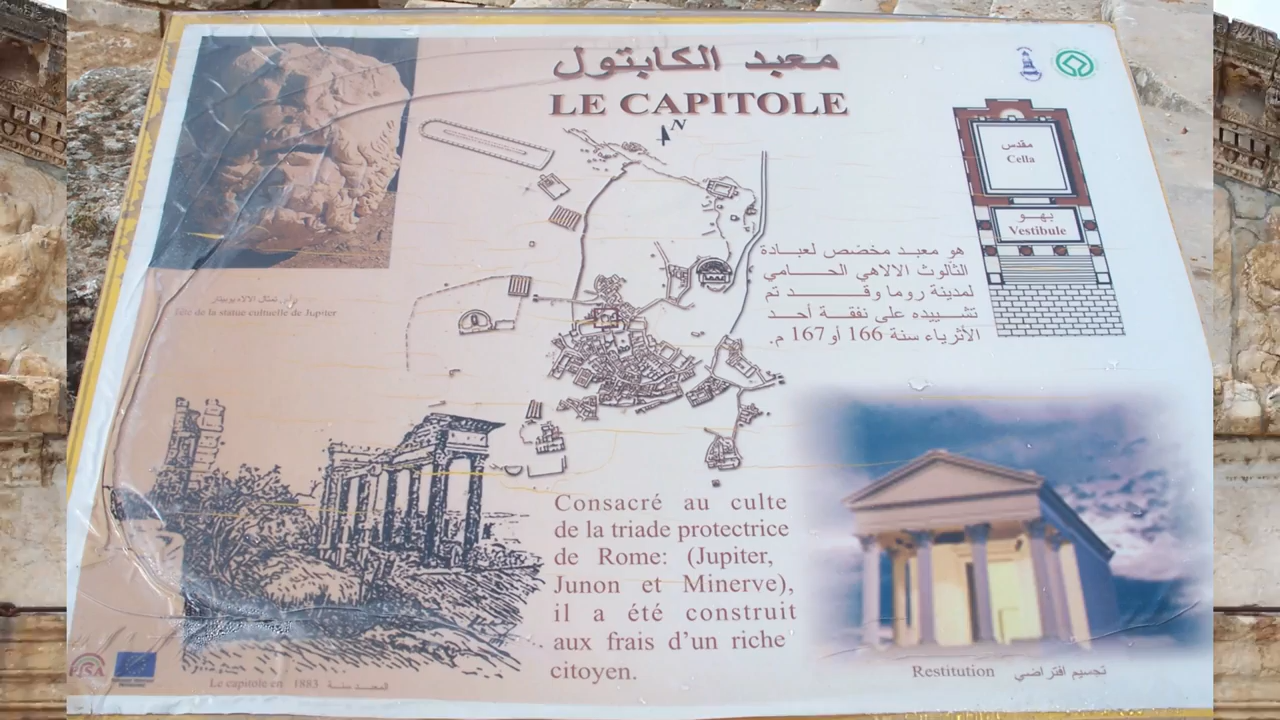 معبد الكابتول
LE CAPITOLE
N
مقدس
Cella
بهو
Vestibule
هو معبد مخصص لعبادة
الثالوث الالاهي الحامي
لمدينة روما وقد تم
تشييده على نفقة أحد
الأثرياء سنة 166 أو 167 م.
Tête de la statue cultuelle de Jupiter
Consacré au culte
de la triade protectrice
de Rome: (Jupiter,
Junon et Minerve),
il a été construit
aux frais d'un riche
citoyen.
Le capitole en 1883 المعبد سنة
Restitution تجسيم افتراضي